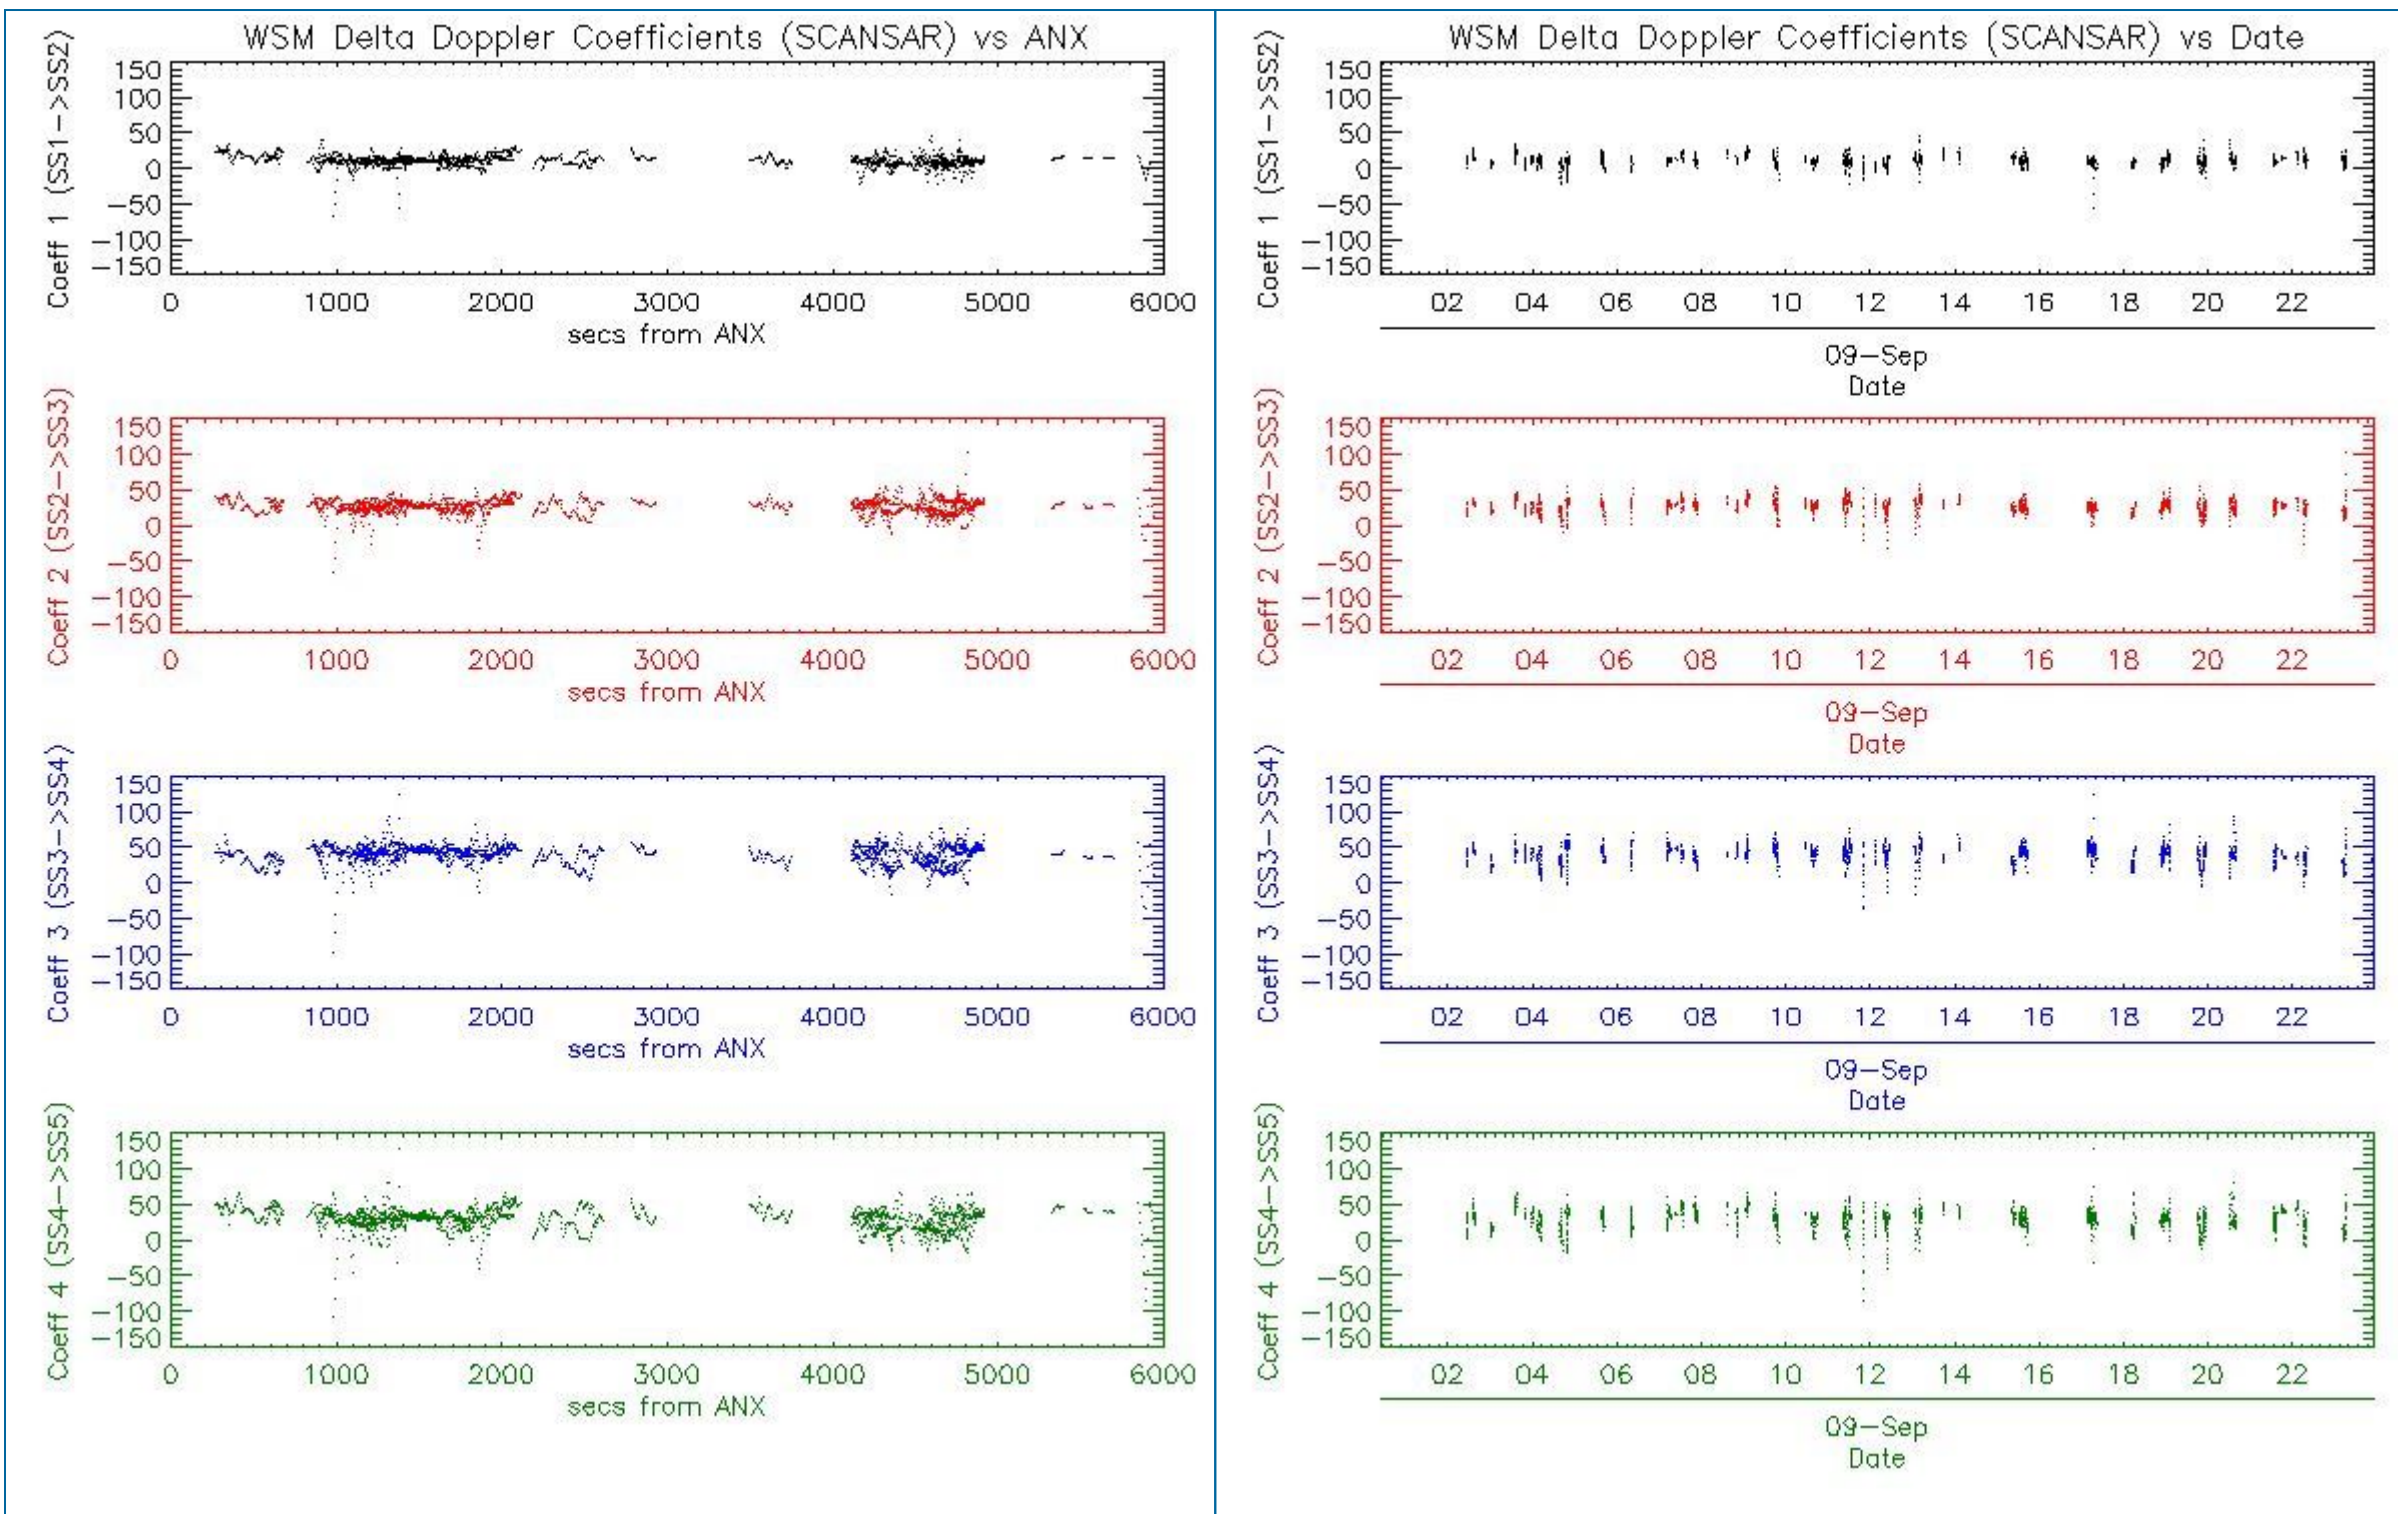 WSM Delta Doppler Coefficients (SCANSAR) vs ANX
Coeff 1 (SS1->SS2)
150
100
50
0
-50
-100
-150
0 1000 2000 3000 4000 5000 6000
secs from ANX
Coeff 2 (SS2->SS3)
150
100
50
0
-50
-100
-150
0 1000 2000 3000 4000 5000 6000
secs from ANX
Coeff 3 (SS3->SS4)
150
100
50
0
-50
-100
-150
0 1000 2000 3000 4000 5000 6000
secs from ANX
Coeff 4 (SS4->SS5)
150
100
50
0
-50
-100
-150
0 1000 2000 3000 4000 5000 6000
secs from ANX
WSM Delta Doppler Coefficients (SCANSAR) vs Date
Coeff 1 (SS1->SS2)
150
100
50
0
-50
-100
-150
02 04 06 08 10 12 14 16 18 20 22
09-Sep
Date
Coeff 2 (SS2->SS3)
150
100
50
0
-50
-100
-150
02 04 06 08 10 12 14 16 18 20 22
09-Sep
Date
Coeff 3 (SS3->SS4)
150
100
50
0
-50
-100
-150
02 04 06 08 10 12 14 16 18 20 22
09-Sep
Date
Coeff 4 (SS4->SS5)
150
100
50
0
-50
-100
-150
02 04 06 08 10 12 14 16 18 20 22
09-Sep
Date